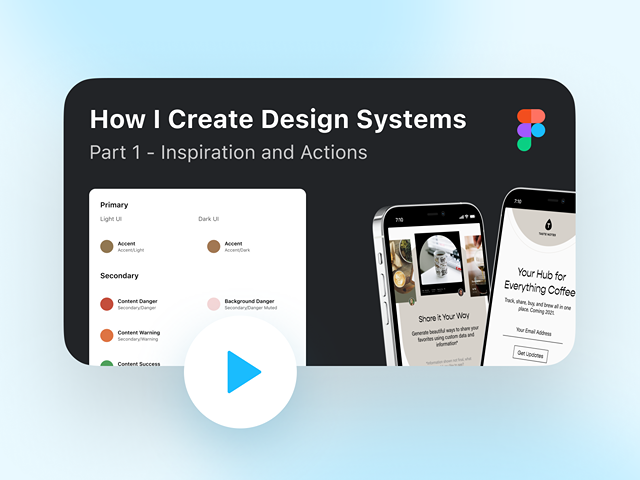 How I Create Design Systems
Part 1 - Inspiration and Actions
Primary
Light UI
Dark UI
Accent
Accent/Light
Accent
Accent/Dark
Secondary
Content Danger
Secondary/Danger
Background Danger
Secondary/Danger Muted
Content Warning
Secondary/Warning
Content Success
7:10
Share it Your Way
Generate beautiful ways to share your
favorites using custom data and
information*
7:10
TASTE NOTES
Your Hub for
Everything Coffee
Track, share, buy, and brew all in one
place. Coming 2021.
Your Email Address
Get Updates